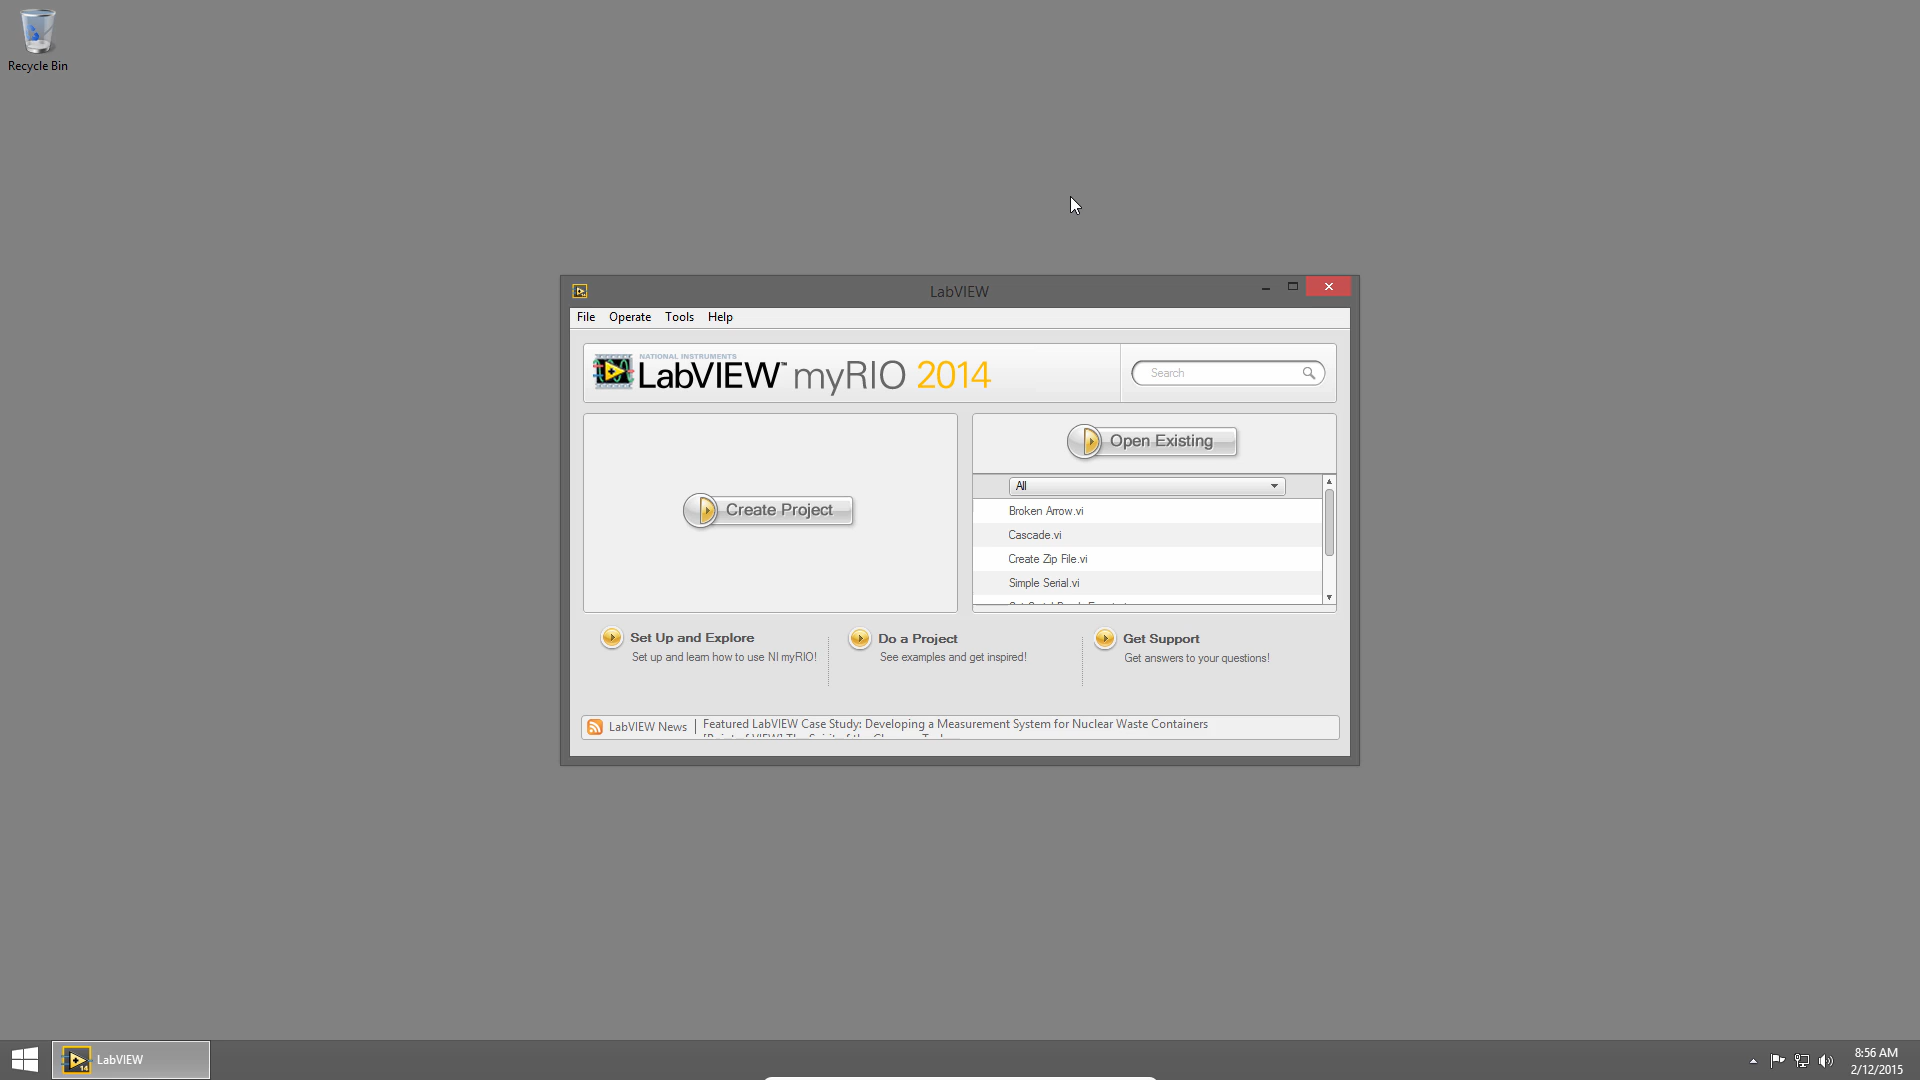 Recycle Bin
LabVIEW
File Operate Tools Help
NATIONAL INSTRUMENTS
LabVIEW™ myRIO 2014
Search
Open Existing
All
Create Project
Broken Arrow.vi
Cascade.vi
Create Zip File.vi
Simple Serial.vi
Set Up and Explore
Set up and learn how to use NI myRIO!
Do a Project
See examples and get inspired!
Get Support
Get answers to your questions!
LabVIEW News
Featured LabVIEW Case Study: Developing a Measurement System for Nuclear Waste Containers
LabVIEW
14
8:56 AM
2/12/2015